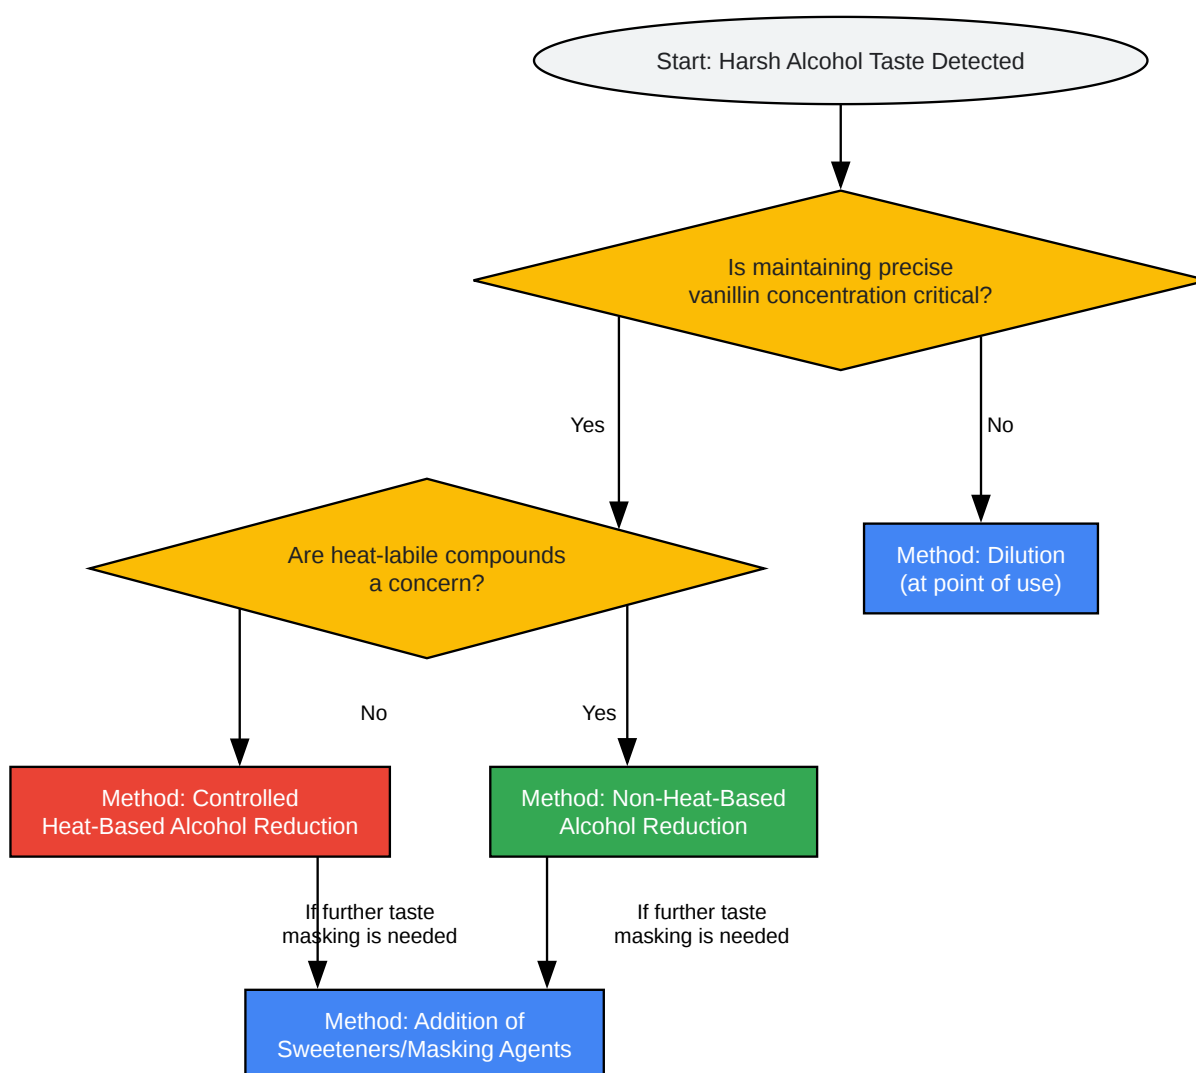 Start: Harsh Alcohol Taste Detected
Is maintaining precise
vanillin concentration critical?
Yes
No
Are heat-labile compounds
a concern?
Method: Dilution
(at point of use)
No
Yes
Method: Controlled
Heat-Based Alcohol Reduction
Method: Non-Heat-Based
Alcohol Reduction
If further taste
masking is needed
If further taste
masking is needed
Method: Addition of
Sweeteners/Masking Agents